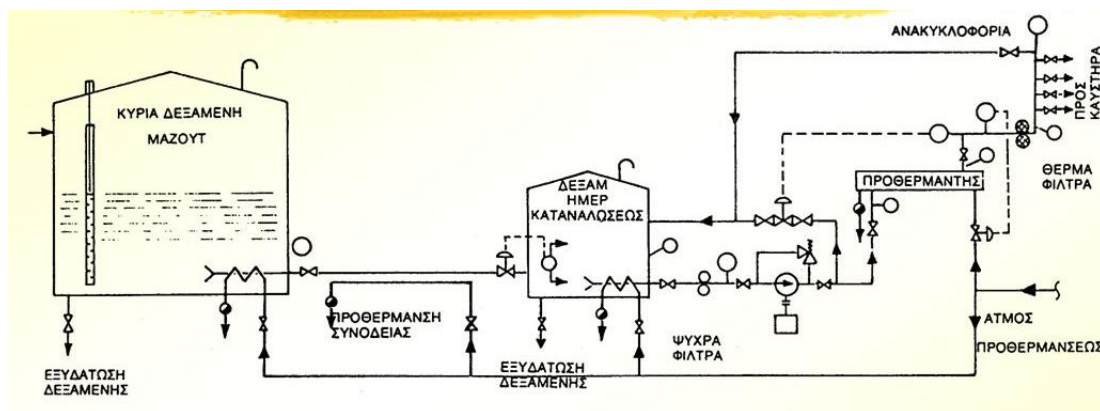 ΑΝΑΚΥΚΛΟΦΟΡΙΑ
ΚΥΡΙΑ ΔΕΞΑΜΕΝΗ
ΜΑΖΟΥΤ
ΠΡΟΣ
ΚΑΥΣΤΗΡΑ
ΘΕΡΜΑ
ΦΙΛΤΡΑ
ΠΡΟΘΕΡΜΑΝΤΗΣ
ΔΕΞΑΜ
ΗΜΕΡ
ΚΑΤΑΝΑΛΩΣΕΩΣ
ΠΡΟΘΕΡΜΑΝΣΗ
ΣΥΝΟΔΕΙΑΣ
ΨΥΧΡΑ
ΦΙΛΤΡΑ
ΑΤΜΟΣ
ΠΡΟΘΕΡΜΑΝΣΕΩΣ
ΕΞΥΔΑΤΩΣΗ
ΔΕΞΑΜΕΝΗΣ
ΕΞΥΔΑΤΩΣΗ
ΔΕΞΑΜΕΝΗΣ